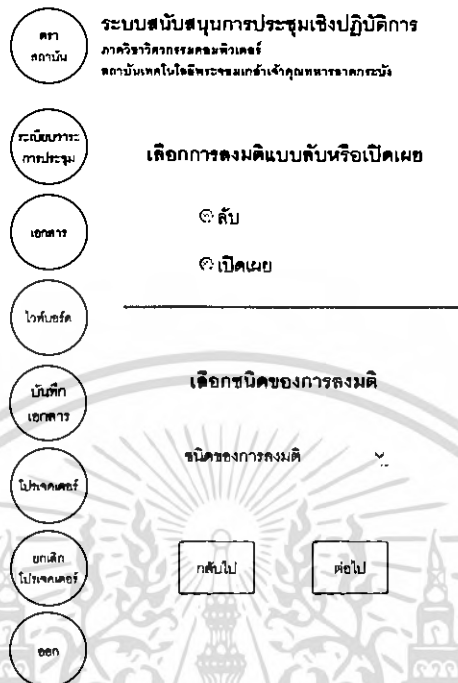 ตรา
สถาบัน
ระบบสนับสนุนการประชุมเชิงปฏิบัติการ
ภาควิชาวิศวกรรมคอมพิวเตอร์
สถาบันเทคโนโลยีพระจอมเกล้าเจ้าคุณทหารลาดกระบัง
ระเบียบวาระ
การประชุม
เลือกการลงมติแบบลับหรือเปิดเผย
ลับ
เอกสาร
เปิดเผย
ไวท์บอร์ด
เลือกชนิดของการลงมติ
บันทึก
เอกสาร
ชนิดของการลงมติ
โปรเจคเตอร์
ยกเลิก
โปรเจคเตอร์
กลับไป
ต่อไป
ออก